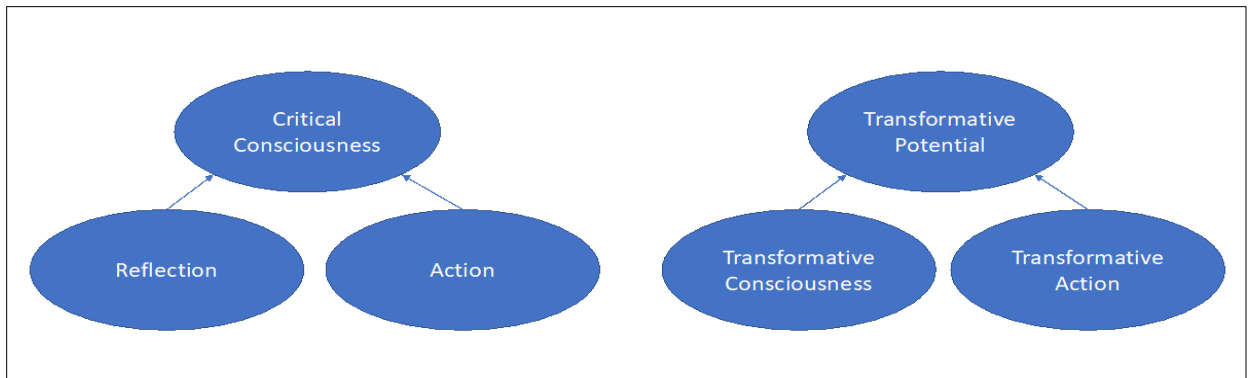 Critical
Consciousness
Reflection
Action
Transformative
Potential
Transformative
Consciousness
Transformative
Action